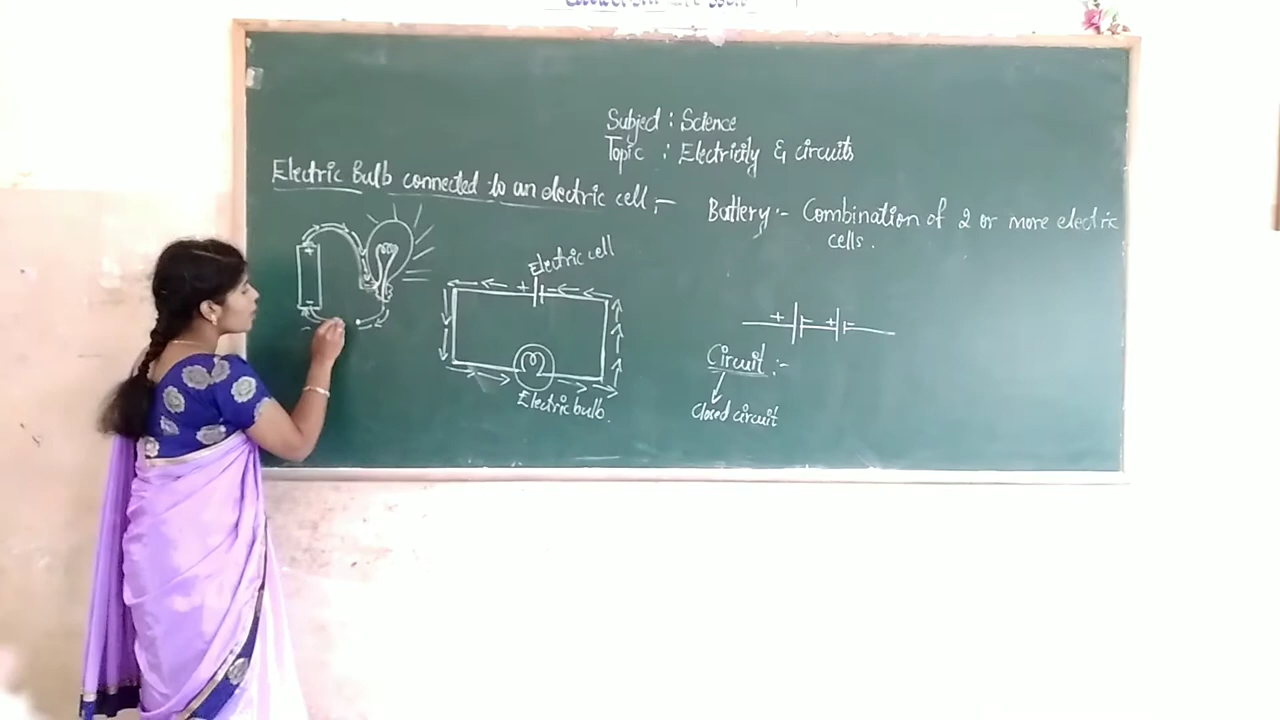 Subject : Science
Topic : Electricity & circuits
Electric Bulb connected to an electric cell :-
Battery :- Combination of 2 or more electric
cells .
+
-
Electric cell
+ -
Electric bulb.
+ - + -
Circuit :-
Closed circuit